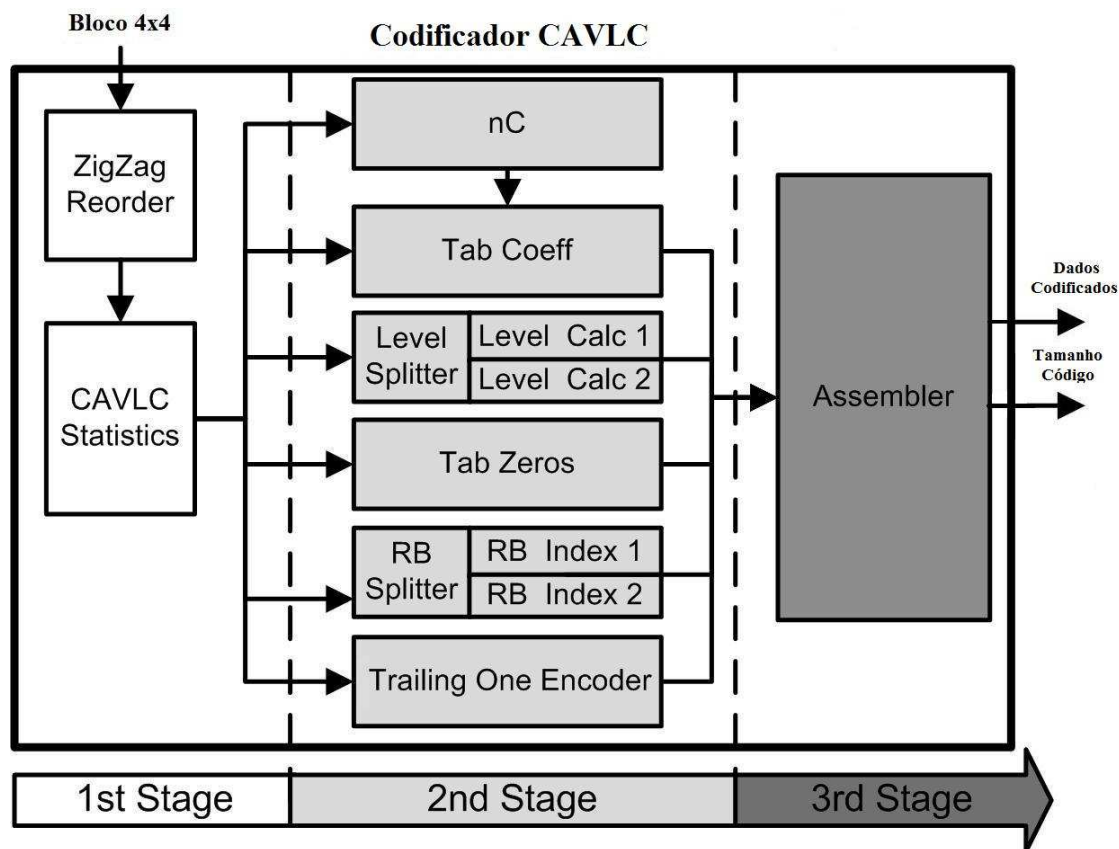 Bloco 4x4
Codificador CAVLC
ZigZag
Reorder
CAVLC
Statistics
nC
Tab Coeff
Level
Splitter
Level Calc 1
Level Calc 2
Tab Zeros
RB
Splitter
RB Index 1
RB Index 2
Trailing One Encoder
Assembler
Dados
Codificados
Tamanho
Código
1st Stage
2nd Stage
3rd Stage